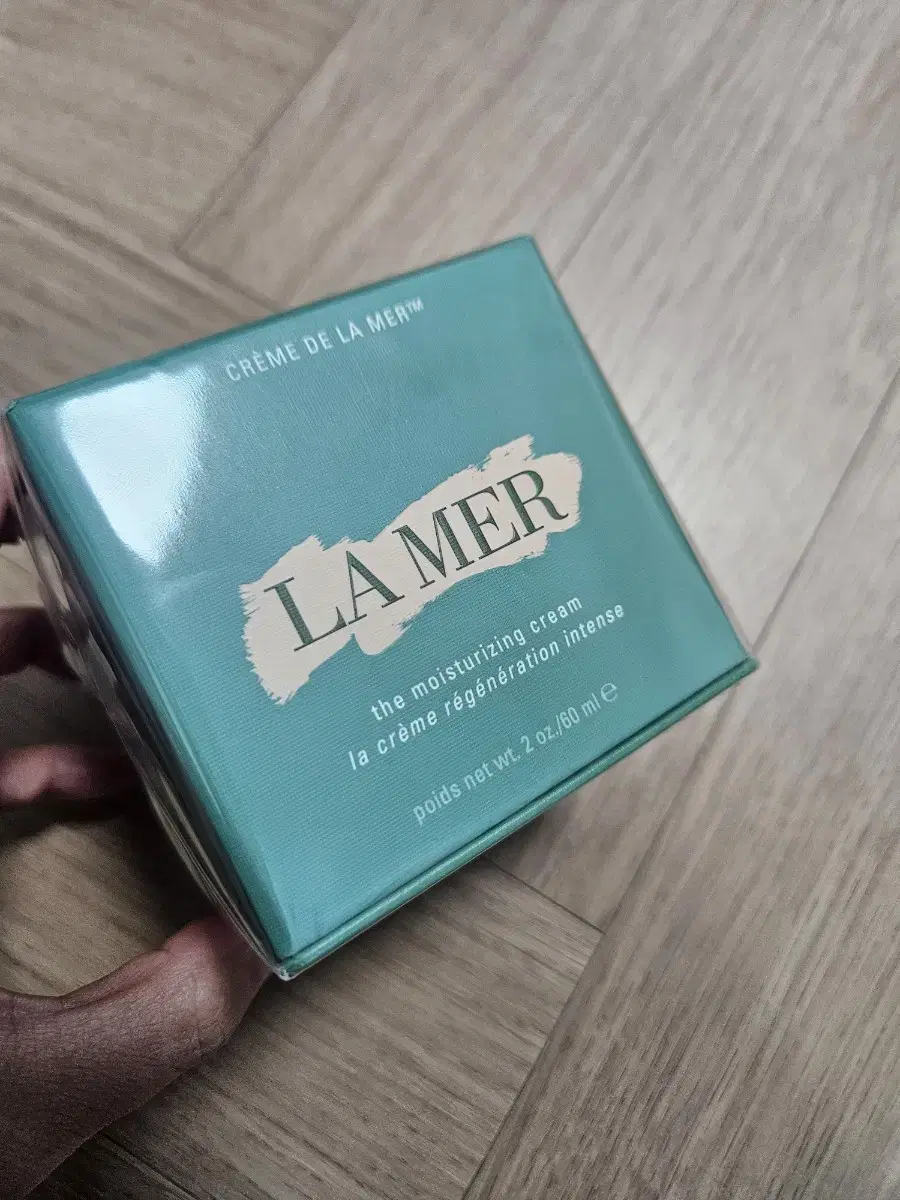 CRÈME DE LA MER™
LA MER
the moisturizing cream
la crème régénération intense
poids net wt. 2 oz./60 ml ℮